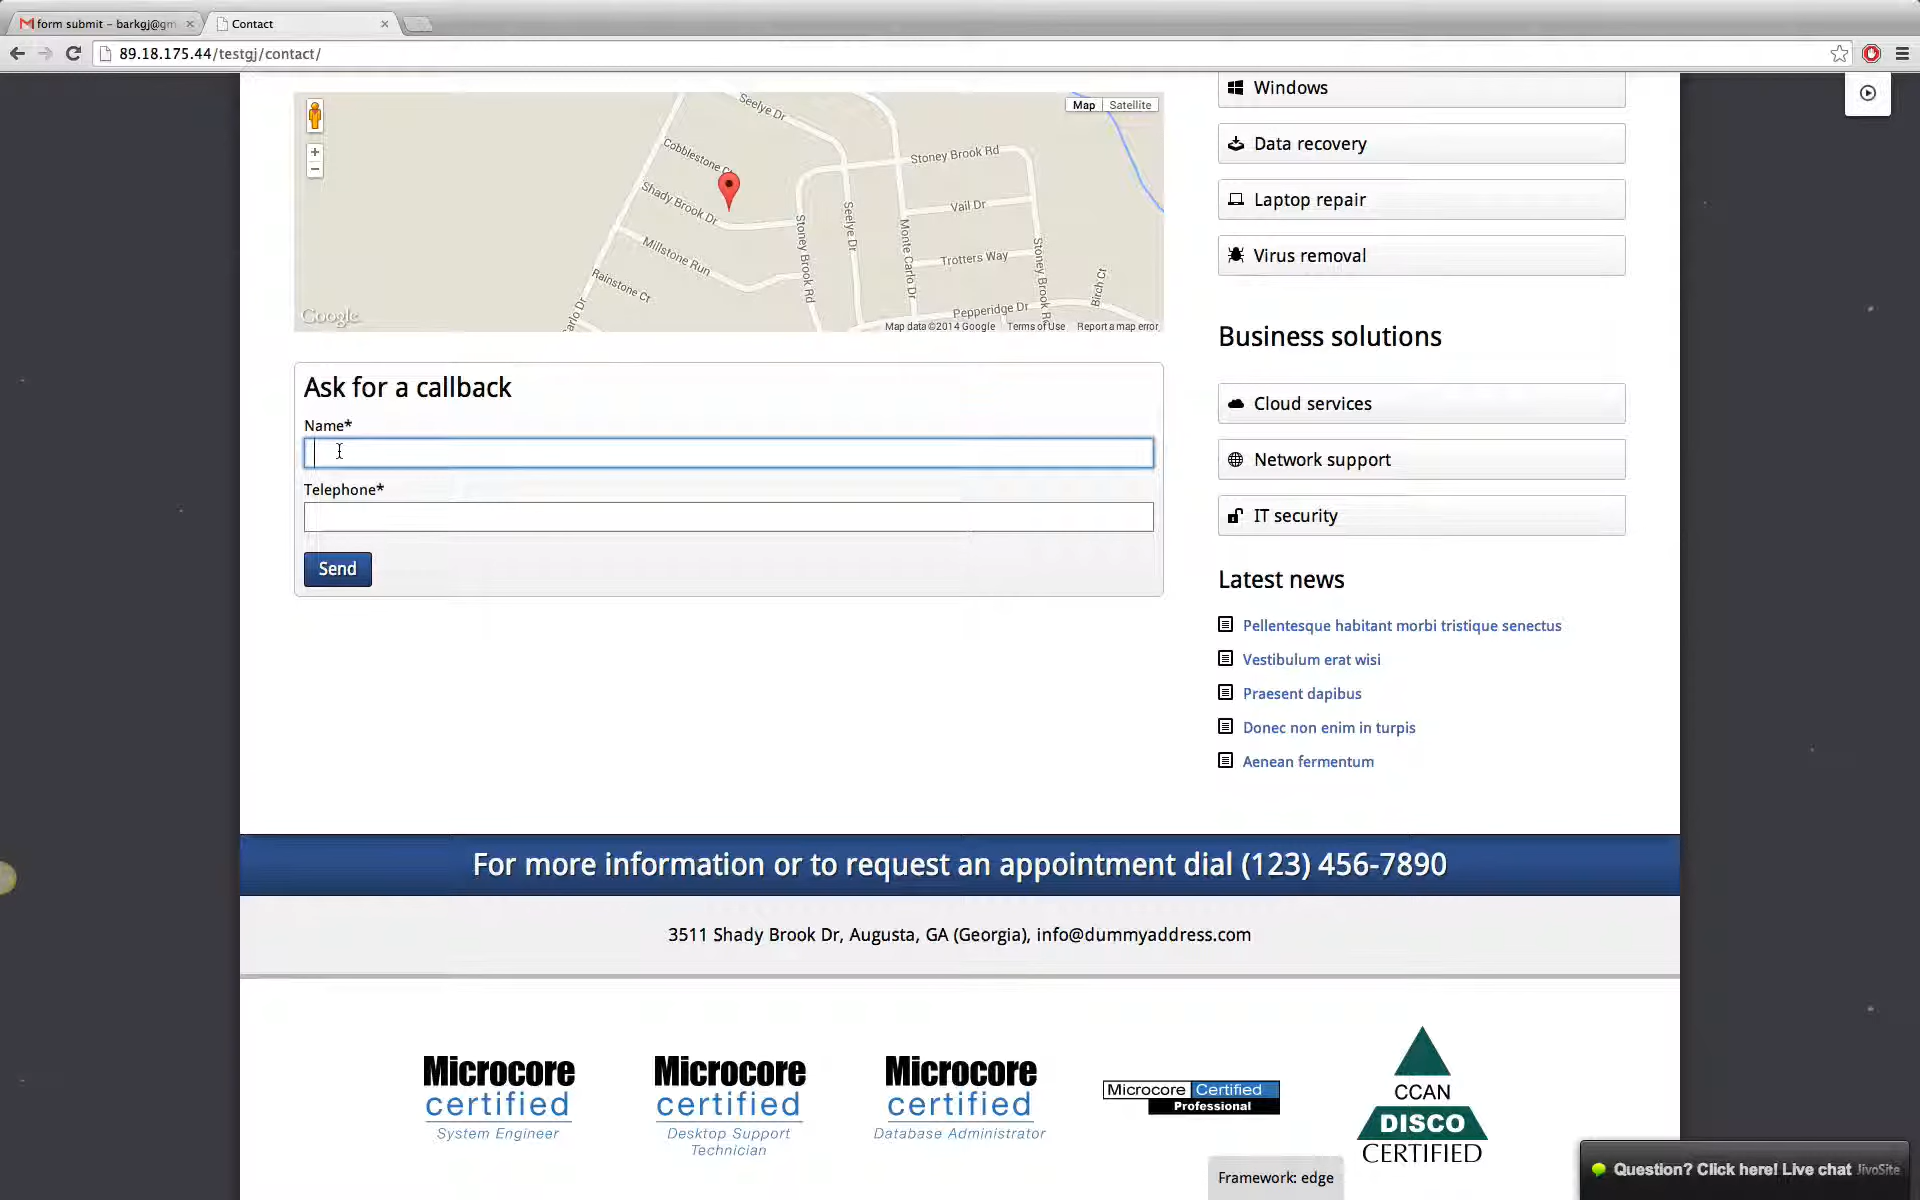 form submit – barkgj@gm
Contact
89.18.175.44/testgj/contact/
Map
Satellite
Seelye Dr
Cobblestone Ct
Stoney Brook Rd
Shady Brook Dr
Vail Dr
Seelye Dr
Stoney Brook Rd
Monte Carlo Dr
Millstone Run
Trotters Way
Stoney Brook Rd
Rainstone Ct
Birch Ct
Pepperidge Dr
arlo Dr
Google
Map data ©2014 Google
Terms of Use
Report a map error
Ask for a callback
Name*
Telephone*
Send
Windows
Data recovery
Laptop repair
Virus removal
Business solutions
Cloud services
Network support
IT security
Latest news
Pellentesque habitant morbi tristique senectus
Vestibulum erat wisi
Praesent dapibus
Donec non enim in turpis
Aenean fermentum
For more information or to request an appointment dial (123) 456-7890
3511 Shady Brook Dr, Augusta, GA (Georgia), info@dummyaddress.com
Microcore
certified
System Engineer
Microcore
certified
Desktop Support
Technician
Microcore
certified
Database Administrator
Microcore Certified
Professional
CCAN
DISCO
CERTIFIED
Framework: edge
Question? Click here! Live chat JivoSite